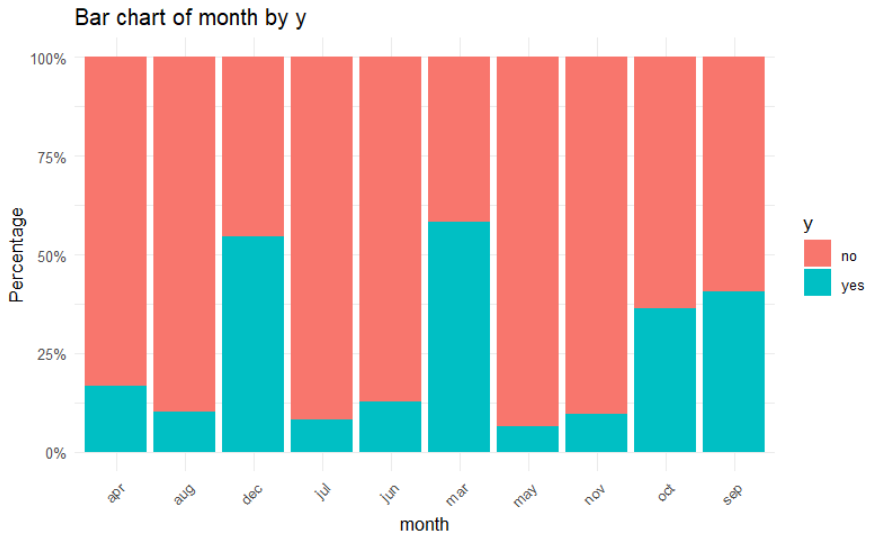 Bar chart of month by y
100%
75%
50%
25%
0%
Percentage
apr
aug
dec
jul
jun
mar
may
nov
oct
sep
month
y
no
yes